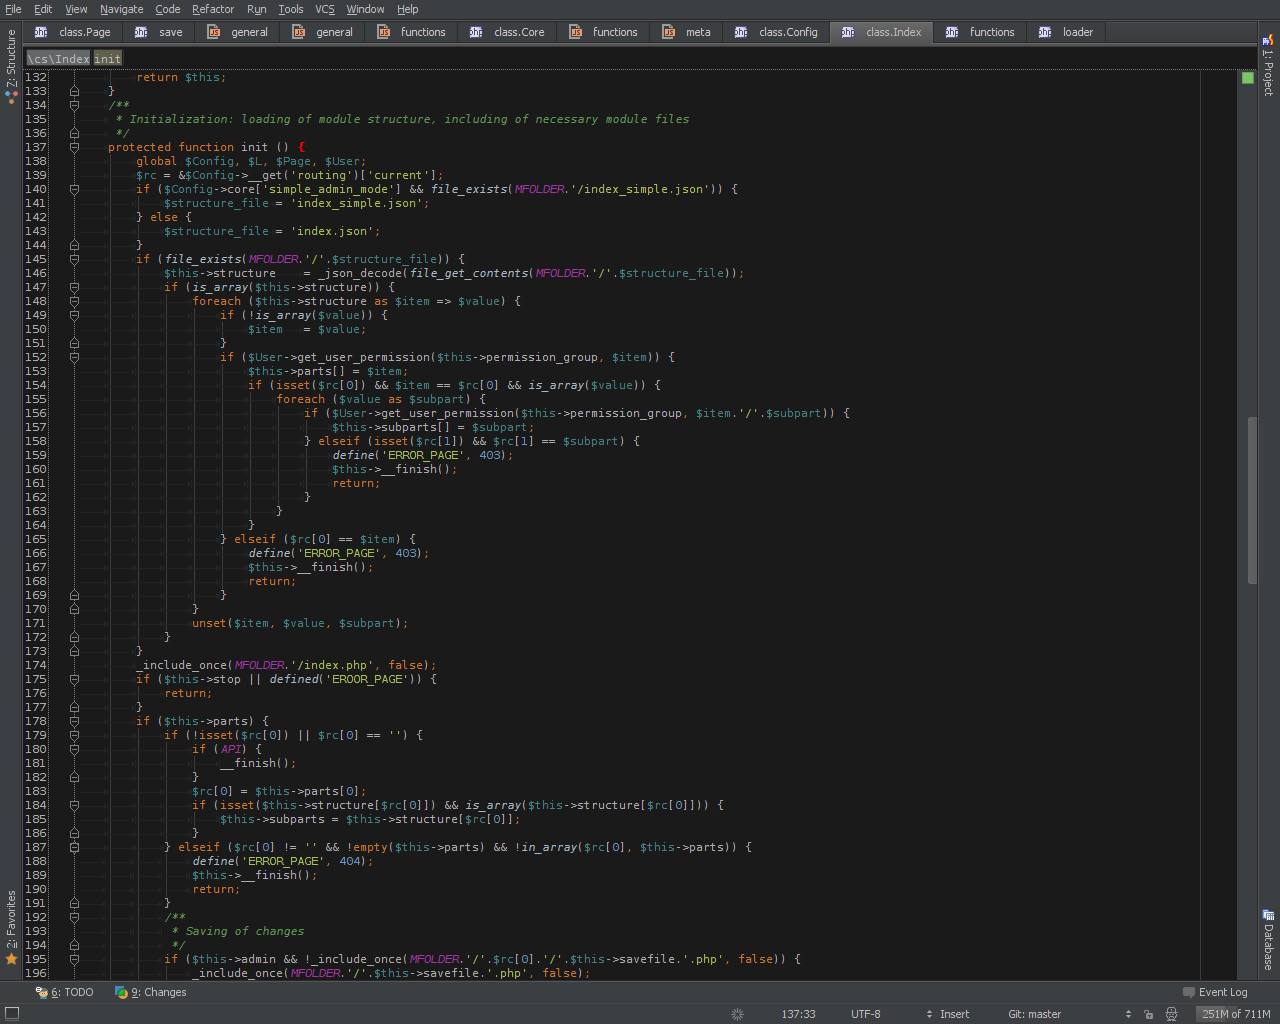 File Edit View Navigate Code Refactor Run Tools VCS Window Help
class.Page save general general functions class.Core functions meta class.Config class.Index functions loader
\cs\Index init
Z: Structure
1: Project
132 return $this;
133 }
134 /**
135 * Initialization: loading of module structure, including of necessary module files
136 */
137 protected function init () {
138 global $Config, $L, $Page, $User;
139 $rc = &$Config->__get('routing')['current'];
140 if ($Config->core['simple_admin_mode'] && file_exists(MFOLDER.'/index_simple.json')) {
141 $structure_file = 'index_simple.json';
142 } else {
143 $structure_file = 'index.json';
144 }
145 if (file_exists(MFOLDER.'/'.$structure_file)) {
146 $this->structure = _json_decode(file_get_contents(MFOLDER.'/'.$structure_file));
147 if (is_array($this->structure)) {
148 foreach ($this->structure as $item => $value) {
149 if (!is_array($value)) {
150 $item = $value;
151 }
152 if ($User->get_user_permission($this->permission_group, $item)) {
153 $this->parts[] = $item;
154 if (isset($rc[0]) && $item == $rc[0] && is_array($value)) {
155 foreach ($value as $subpart) {
156 if ($User->get_user_permission($this->permission_group, $item.'/'.$subpart)) {
157 $this->subparts[] = $subpart;
158 } elseif (isset($rc[1]) && $rc[1] == $subpart) {
159 define('ERROR_PAGE', 403);
160 $this->__finish();
161 return;
162 }
163 }
164 }
165 } elseif ($rc[0] == $item) {
166 define('ERROR_PAGE', 403);
167 $this->__finish();
168 return;
169 }
170 }
171 unset($item, $value, $subpart);
172 }
173 }
174 _include_once(MFOLDER.'/index.php', false);
175 if ($this->stop || defined('EROOR_PAGE')) {
176 return;
177 }
178 if ($this->parts) {
179 if (!isset($rc[0]) || $rc[0] == '') {
180 if (API) {
181 __finish();
182 }
183 $rc[0] = $this->parts[0];
184 if (isset($this->structure[$rc[0]]) && is_array($this->structure[$rc[0]])) {
185 $this->subparts = $this->structure[$rc[0]];
186 }
187 } elseif ($rc[0] != '' && !empty($this->parts) && !in_array($rc[0], $this->parts)) {
188 define('ERROR_PAGE', 404);
189 $this->__finish();
190 return;
191 }
192 /**
193 * Saving of changes
194 */
195 if ($this->admin && !_include_once(MFOLDER.'/'.$rc[0].'/'.$this->savefile.'.php', false)) {
196 _include_once(MFOLDER.'/'.$this->savefile.'.php', false);
2: Favorites
Database
6: TODO 9: Changes Event Log
137:33 UTF-8 Insert Git: master 251M of 711M